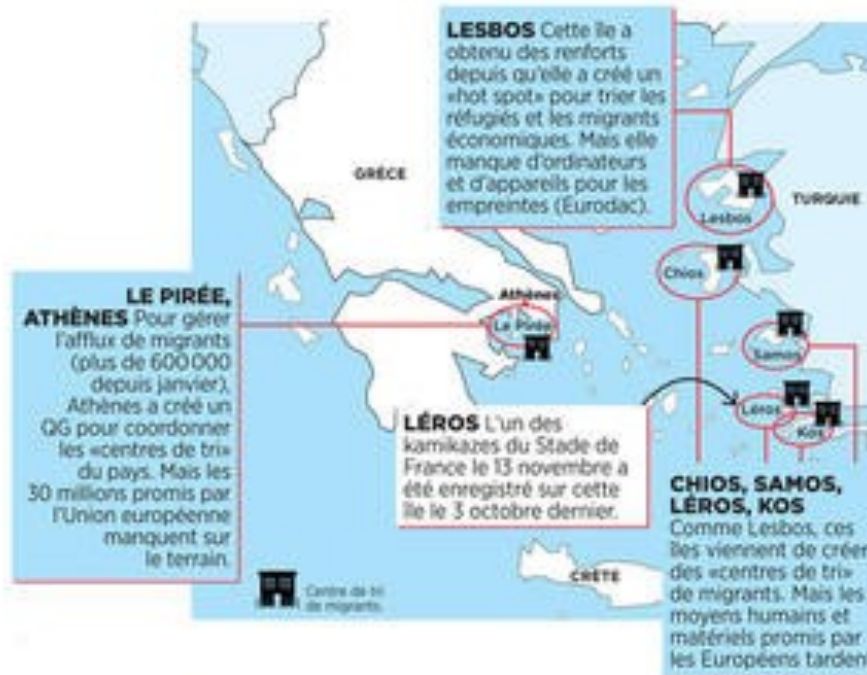 LESBOS Cette île a
obtenu des renforts
depuis qu'elle a créé un
«hot spot» pour trier les
réfugiés et les migrants
économiques. Mais elle
manque d'ordinateurs
et d'appareils pour les
empreintes (Eurodac).
GRÈCE
TURQUIE
Lesbos
Chios
Athènes
Le Pirée
Samos
Léros
Kos
LE PIRÉE,
ATHÈNES Pour gérer
l'afflux de migrants
(plus de 600 000
depuis janvier),
Athènes a créé un
QG pour coordonner
les «centres de tri»
du pays. Mais les
30 millions promis par
l'Union européenne
manquent sur
le terrain.
LÉROS L'un des
kamikazes du Stade de
France le 13 novembre a
été enregistré sur cette
île le 3 octobre dernier.
CHIOS, SAMOS,
LÉROS, KOS
Comme Lesbos, ces
îles viennent de créer
des «centres de tri»
de migrants. Mais les
moyens humains et
matériels promis par
les Européens tardent
CRÈTE
Centre de tri
de migrants.